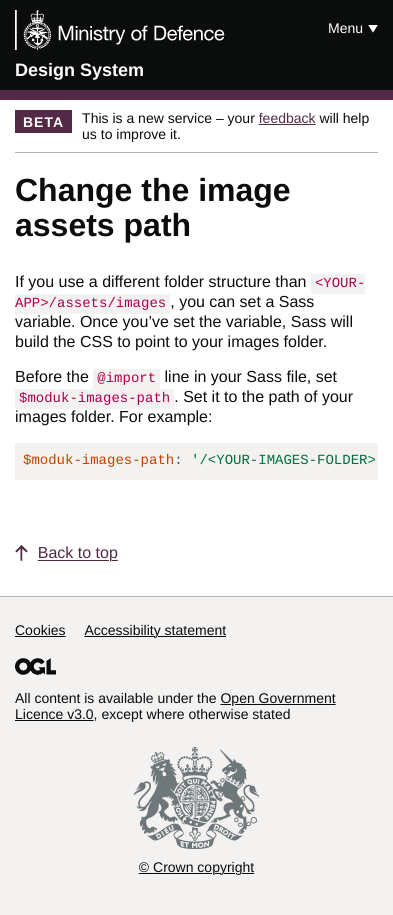 Ministry of Defence
Menu
Design System
BETA
This is a new service – your feedback will help
us to improve it.
Change the image
assets path
If you use a different folder structure than <YOUR-
APP>/assets/images, you can set a Sass
variable. Once you’ve set the variable, Sass will
build the CSS to point to your images folder.
Before the @import line in your Sass file, set
$moduk-images-path. Set it to the path of your
images folder. For example:
$moduk-images-path: '/<YOUR-IMAGES-FOLDER>
Back to top
Cookies Accessibility statement
OGL
All content is available under the Open Government
Licence v3.0, except where otherwise stated
DIEU ET MON DROIT
© Crown copyright